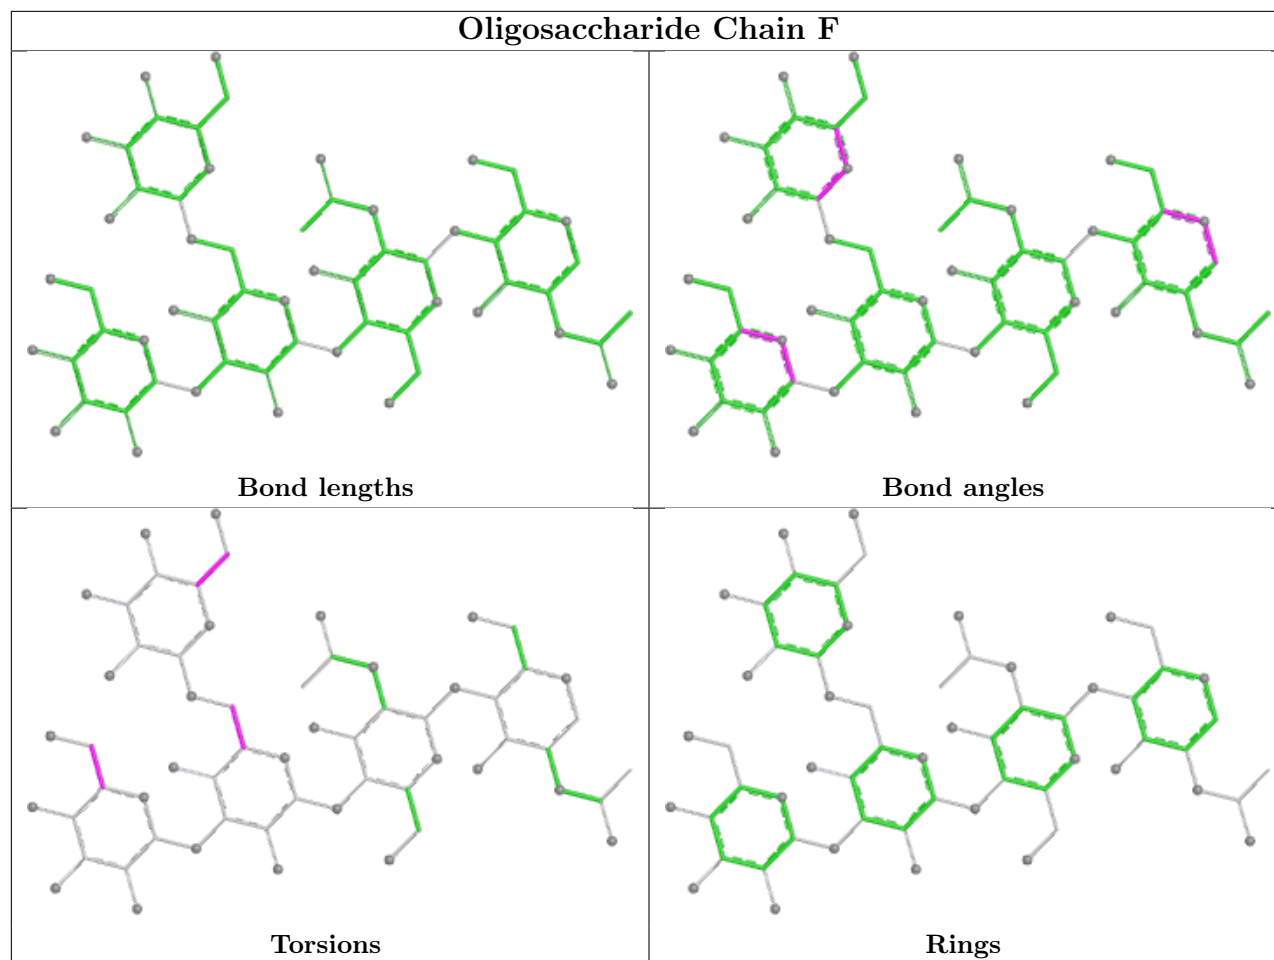 Oligosaccharide Chain F
Bond lengths
Bond angles
Torsions
Rings